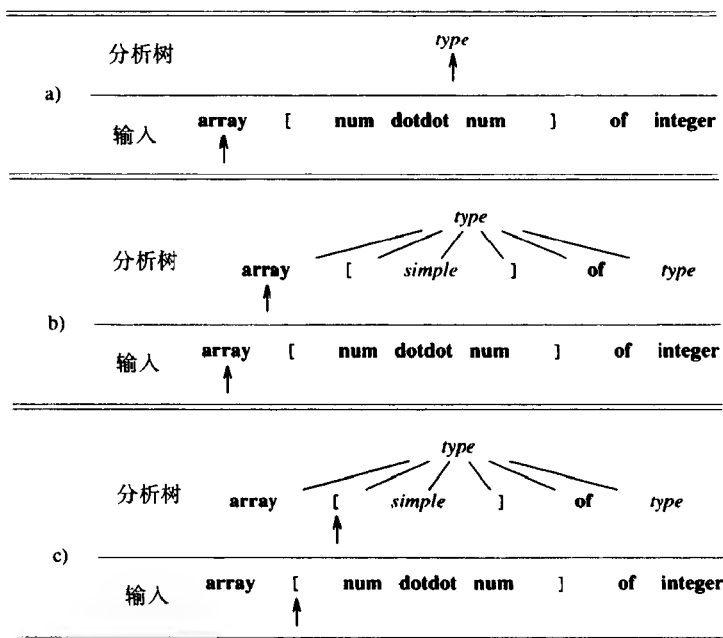 type
分析树
a)
array [ num dotdot num ] of integer
输入
type
分析树 array [ simple ] of type
b)
array [ num dotdot num ] of integer
输入
type
分析树 array [ simple ] of type
c)
array [ num dotdot num ] of integer
输入